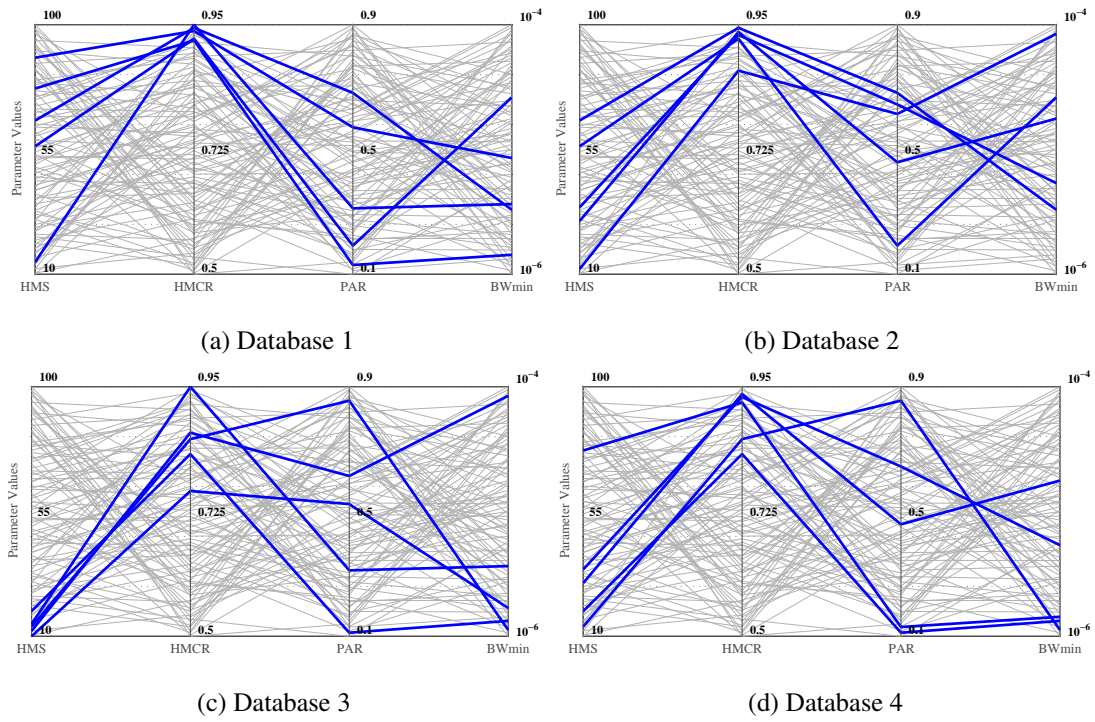 100 0.95 0.9 10⁻⁴ 100 0.95 0.9 10⁻⁴
Parameter Values 55 0.725 0.5 Parameter Values 55 0.725 0.5
10 0.5 0.1 10⁻⁶ 10 0.5 0.1 10⁻⁶
HMS HMCR PAR BWmin HMS HMCR PAR BWmin
(a) Database 1 (b) Database 2
100 0.95 0.9 10⁻⁴ 100 0.95 0.9 10⁻⁴
Parameter Values 55 0.725 0.5 Parameter Values 55 0.725 0.5
10 0.5 0.1 10⁻⁶ 10 0.5 0.1 10⁻⁶
HMS HMCR PAR BWmin HMS HMCR PAR BWmin
(c) Database 3 (d) Database 4